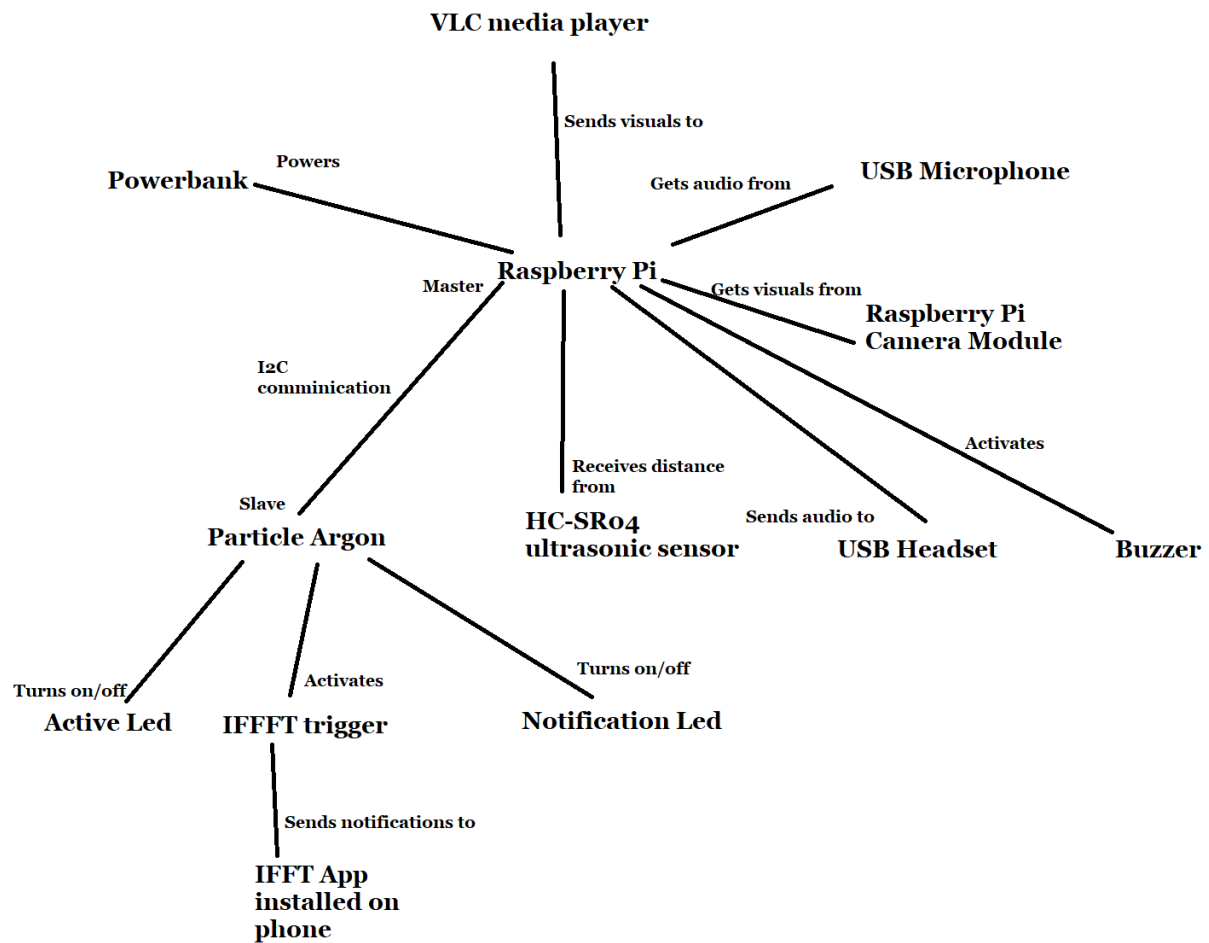 VLC media player
Sends visuals to
Powers
Powerbank
USB Microphone
Gets audio from
Raspberry Pi
Master
Gets visuals from
Raspberry Pi
Camera Module
I2C
comminication
Activates
Receives distance
from
Slave
Sends audio to
HC-SR04
ultrasonic sensor
Particle Argon
USB Headset
Buzzer
Turns on/off
Activates
Turns on/off
Active Led
IFFFT trigger
Notification Led
Sends notifications to
IFFT App
installed on
phone